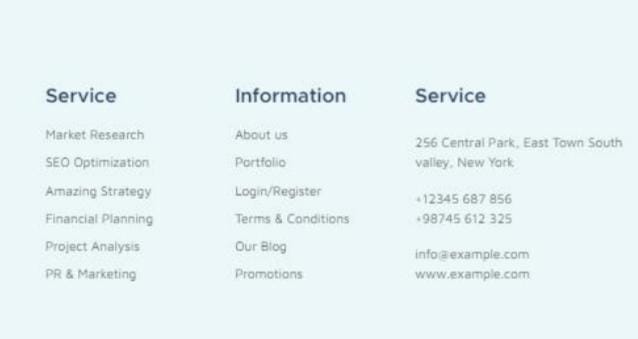 Service
Market Research
SEO Optimization
Amazing Strategy
Financial Planning
Project Analysis
PR & Marketing
Information
About us
Portfolio
Login/Register
Terms & Conditions
Our Blog
Promotions
Service
256 Central Park, East Town South
valley, New York
+12345 687 856
+98745 612 325
info@example.com
www.example.com